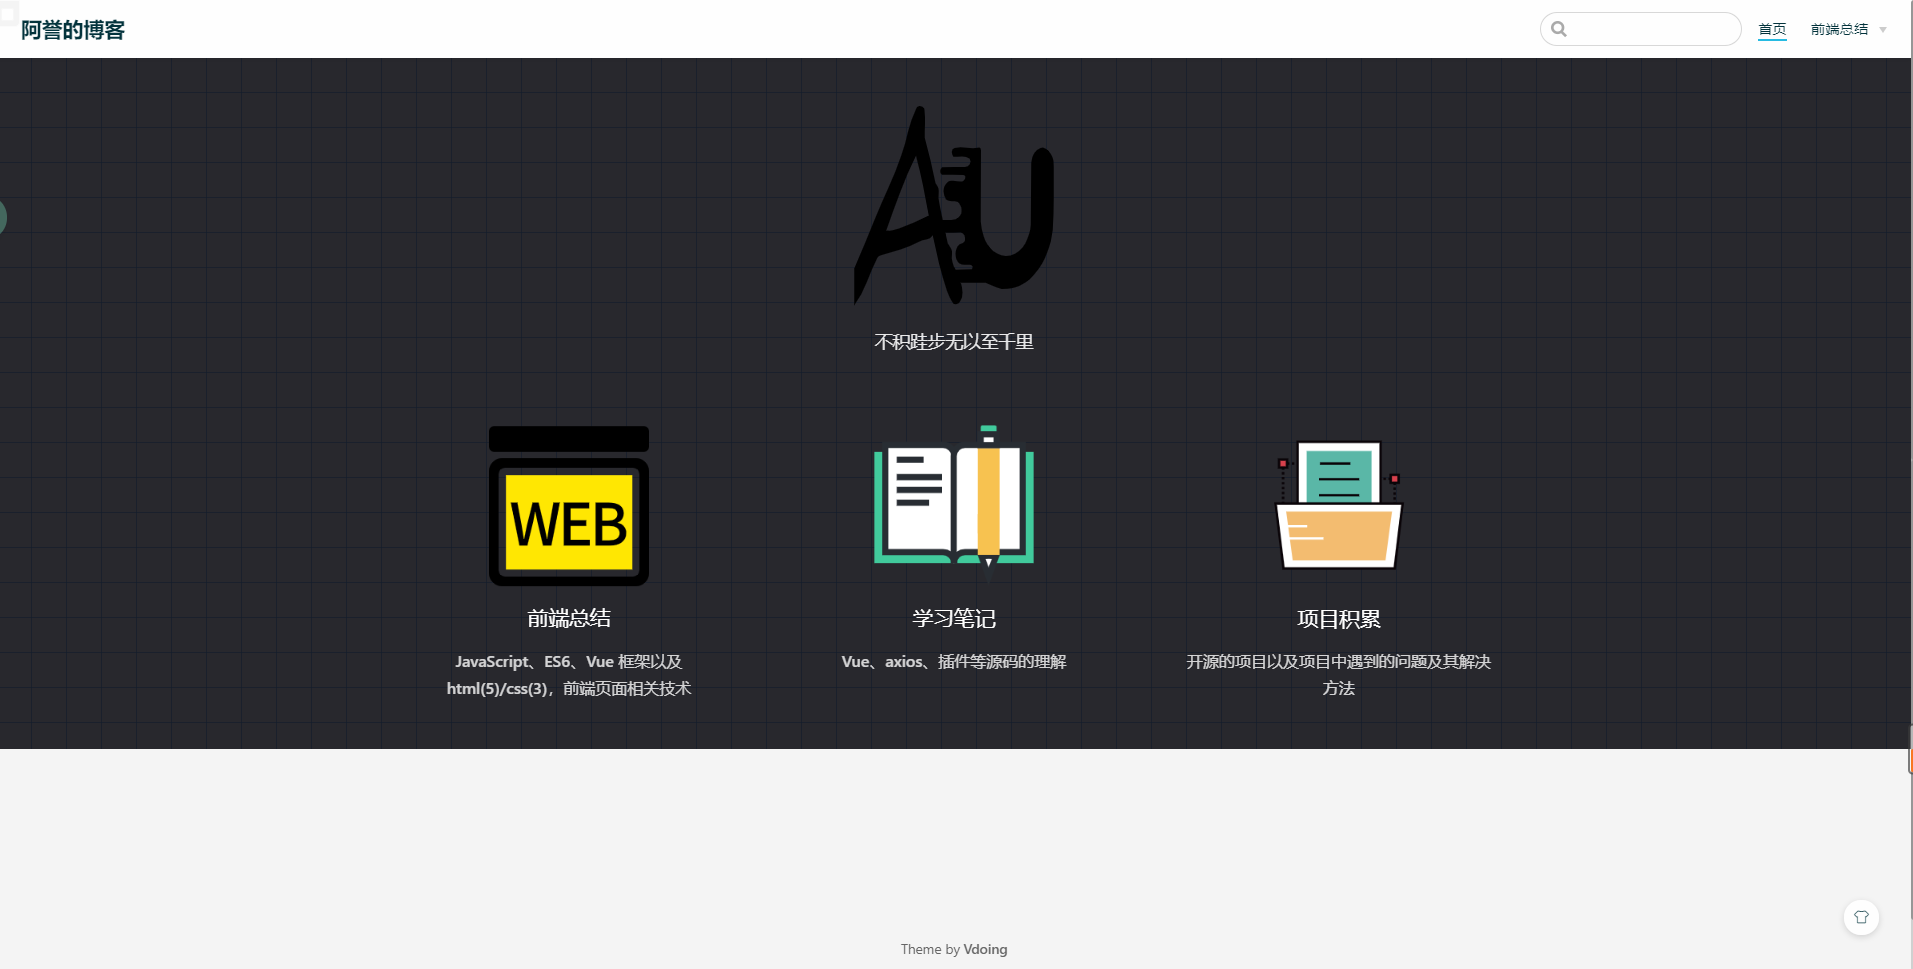 阿誉的博客
首页
前端总结
AU
不积跬步无以至千里
WEB
前端总结
JavaScript、ES6、Vue 框架以及
html(5)/css(3)，前端页面相关技术
学习笔记
Vue、axios、插件等源码的理解
项目积累
开源的项目以及项目中遇到的问题及其解决
方法
Theme by Vdoing